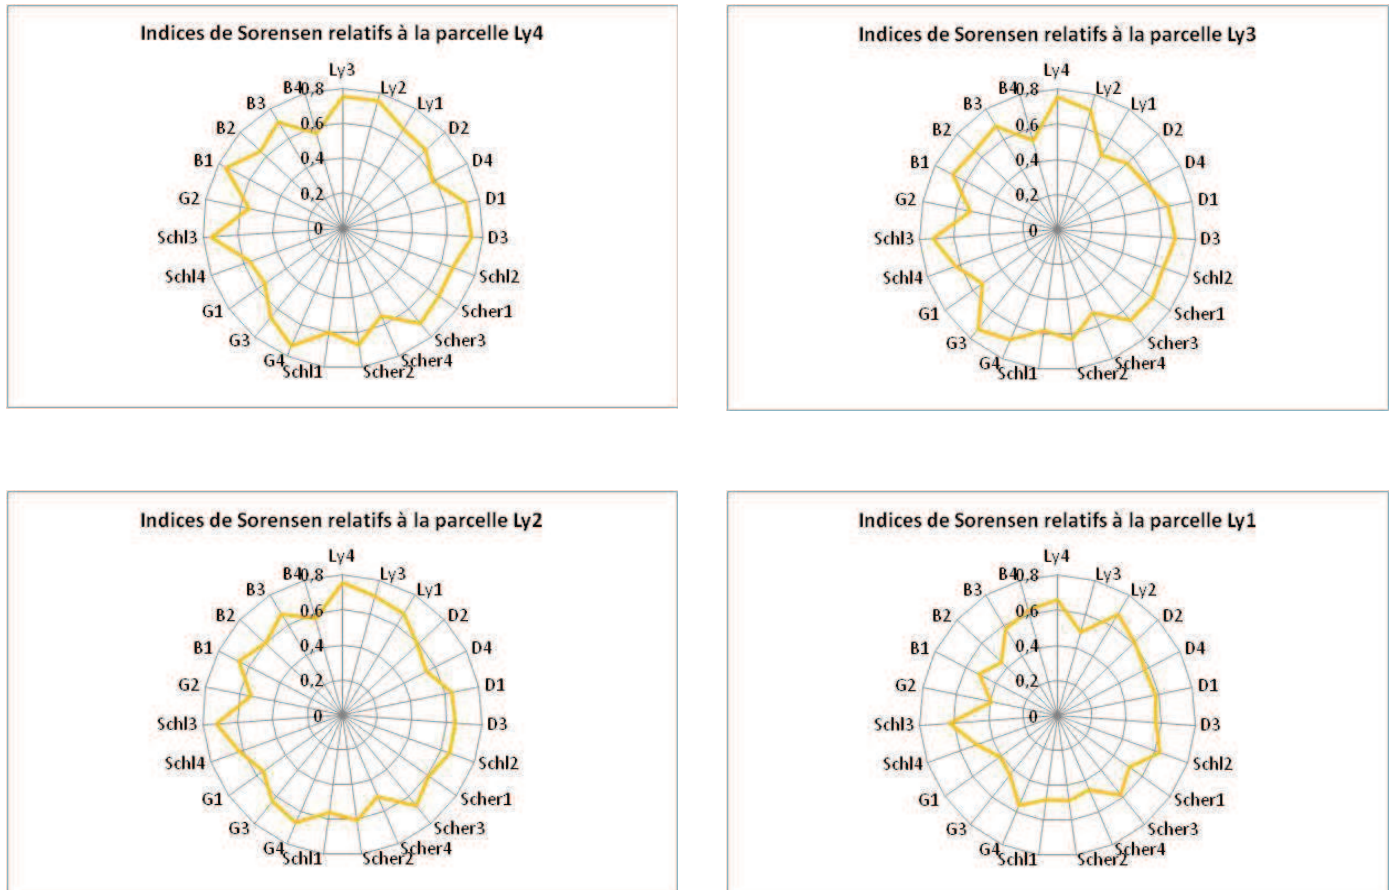 Indices de Sorensen relatifs à la parcelle Ly4
Ly3
Ly2
Ly1
D2
D4
D1
D3
Schl2
Scher1
Scher3
Scher4
Scher2
Schl1
G4
G3
G1
Schl4
Schl3
G2
B1
B2
B3
B4
0,8
0,6
0,4
0,2
0
Indices de Sorensen relatifs à la parcelle Ly3
Ly4
Ly2
Ly1
D2
D4
D1
D3
Schl2
Scher1
Scher3
Scher4
Scher2
Schl1
G4
G3
G1
Schl4
Schl3
G2
B1
B2
B3
B4
0,8
0,6
0,4
0,2
0
Indices de Sorensen relatifs à la parcelle Ly2
Ly4
Ly3
Ly1
D2
D4
D1
D3
Schl2
Scher1
Scher3
Scher4
Scher2
Schl1
G4
G3
G1
Schl4
Schl3
G2
B1
B2
B3
B4
0,8
0,6
0,4
0,2
0
Indices de Sorensen relatifs à la parcelle Ly1
Ly4
Ly3
Ly2
D2
D4
D1
D3
Schl2
Scher1
Scher3
Scher4
Scher2
Schl1
G4
G3
G1
Schl4
Schl3
G2
B1
B2
B3
B4
0,8
0,6
0,4
0,2
0